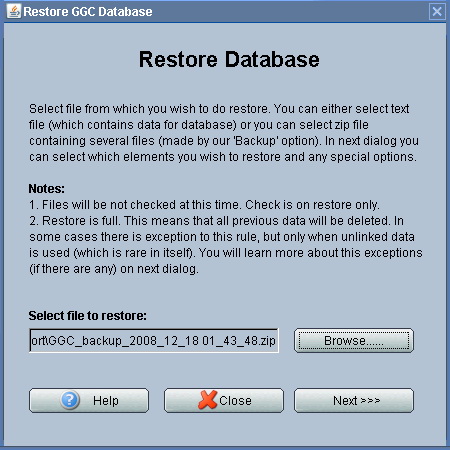 Restore GGC Database
Restore Database
Select file from which you wish to do restore. You can either select text
file (which contains data for database) or you can select zip file
containing several files (made by our 'Backup' option). In next dialog you
can select which elements you wish to restore and any special options.
Notes:
1. Files will be not checked at this time. Check is on restore only.
2. Restore is full. This means that all previous data will be deleted. In
some cases there is exception to this rule, but only when unlinked data
is used (which is rare in itself). You will learn more about this exceptions
(if there are any) on next dialog.
Select file to restore:
ort\GGC_backup_2008_12_18 01_43_48.zip
Browse......
Help
Close
Next >>>